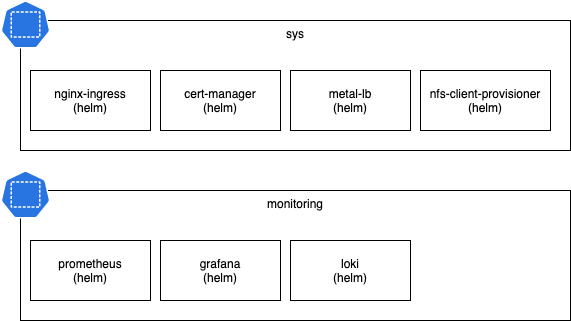 sys
nginx-ingress
(helm)
cert-manager
(helm)
metal-lb
(helm)
nfs-client-provisioner
(helm)
monitoring
prometheus
(helm)
grafana
(helm)
loki
(helm)